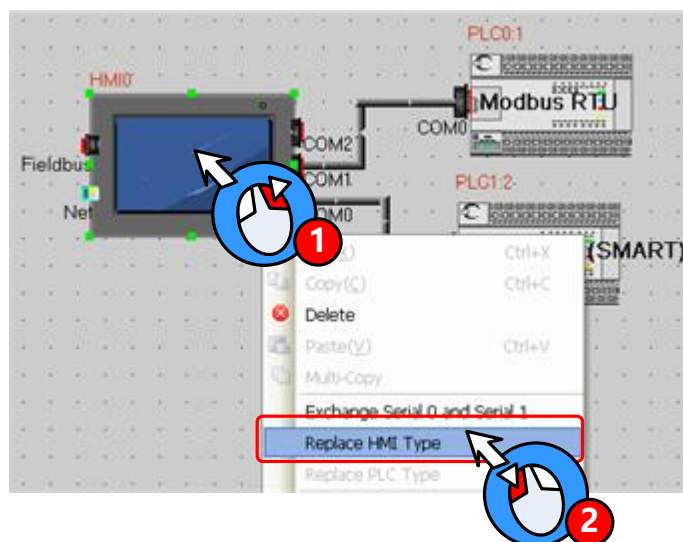 PLC0:1
HMI0
Modbus RTU
COM0
COM2
Fieldbus
COM1
PLC1:2
Net
COM0
1
(SMART)
Ctrl+X
Copy(C) Ctrl+C
Delete
Paste(V) Ctrl+V
Multi-Copy
Exchange Serial 0 and Serial 1
Replace HMI Type
Replace PLC Type
2